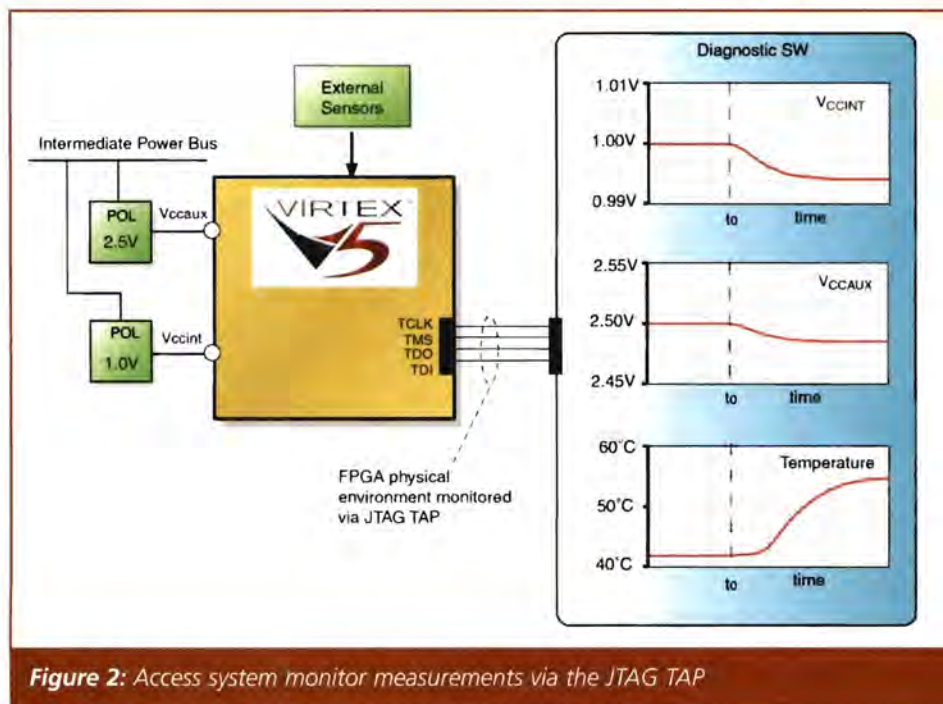 External
Sensors
Intermediate Power Bus
POL
2.5V
Vccaux
POL
1.0V
Vccint
VIRTEX
5
TCLK
TMS
TDO
TDI
FPGA physical
environment monitored
via JTAG TAP
Diagnostic SW
1.01V
1.00V
0.99V
VCCINT
to
time
2.55V
2.50V
2.45V
VCCAUX
to
time
60°C
50°C
40°C
Temperature
to
time
Figure 2: Access system monitor measurements via the JTAG TAP